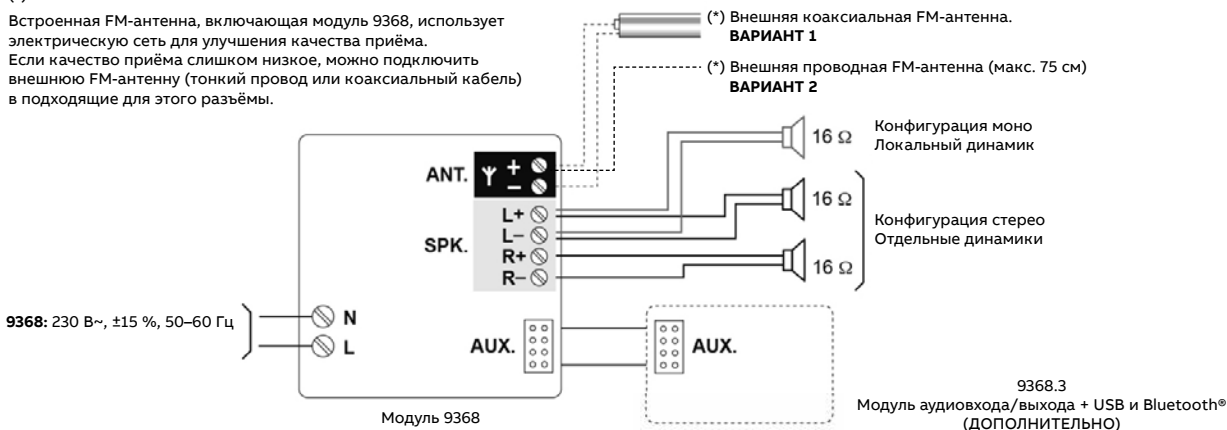 Встроенная FM-антенна, включающая модуль 9368, использует
электрическую сеть для улучшения качества приёма.
Если качество приёма слишком низкое, можно подключить
внешнюю FM-антенну (тонкий провод или коаксиальный кабель)
в подходящие для этого разъёмы.
(*) Внешняя коаксиальная FM-антенна.
ВАРИАНТ 1
(*) Внешняя проводная FM-антенна (макс. 75 см)
ВАРИАНТ 2
16 Ω
Конфигурация моно
Локальный динамик
ANT.
+
−
16 Ω
Конфигурация стерео
Отдельные динамики
16 Ω
SPK.
L+
L−
R+
R−
9368: 230 В~, ±15 %, 50–60 Гц
N
L
AUX.
AUX.
Модуль 9368
9368.3
Модуль аудиовхода/выхода + USB и Bluetooth®
(ДОПОЛНИТЕЛЬНО)